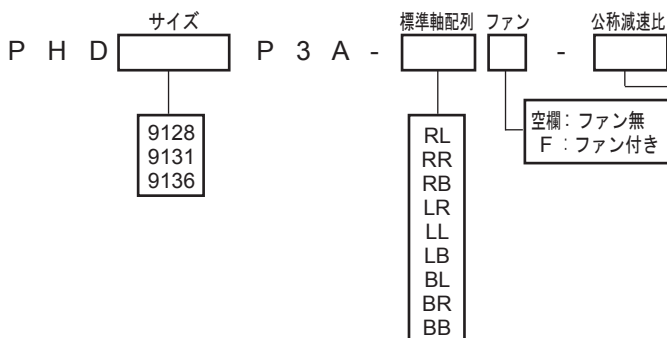 サイズ 標準軸配列 ファン 公称減速比
P H D P 3 A - -
9128
9131
9136
RL
RR
RB
LR
LL
LB
BL
BR
BB
空欄：ファン無
F ：ファン付き